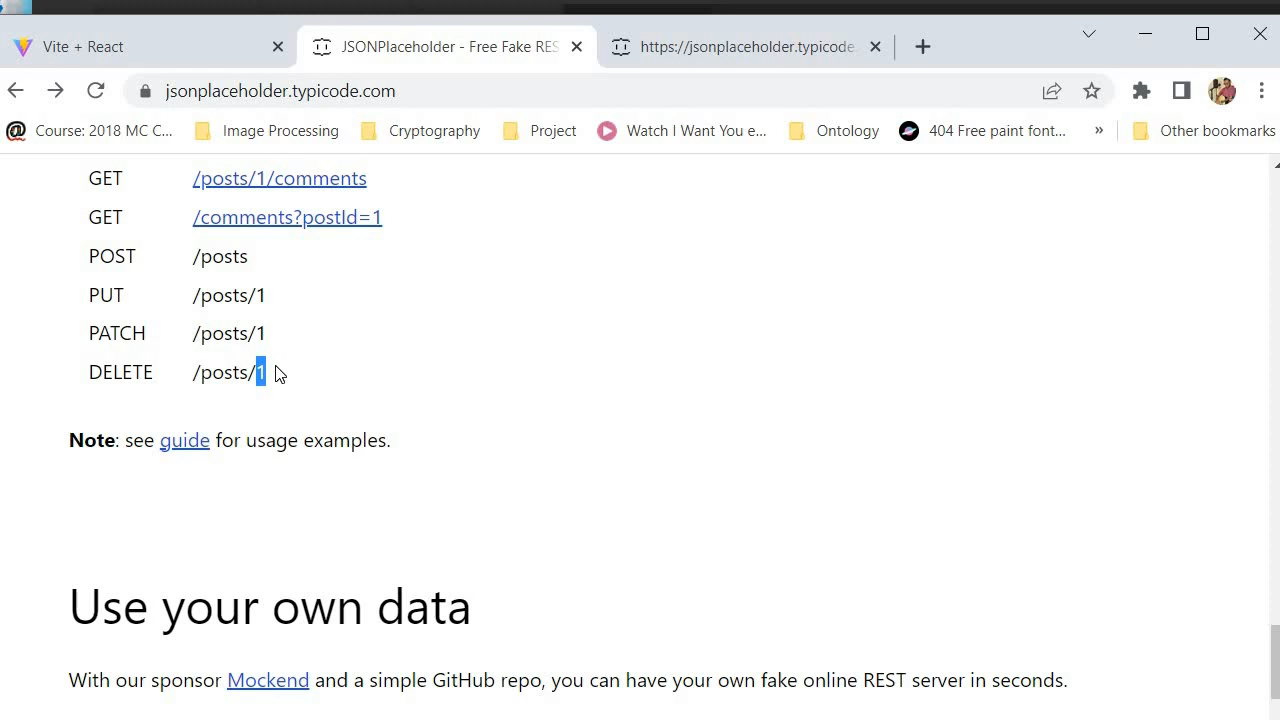 Vite + React
JSONPlaceholder - Free Fake RES
https://jsonplaceholder.typicode.
jsonplaceholder.typicode.com
Course: 2018 MC C... Image Processing Cryptography Project Watch I Want You e... Ontology 404 Free paint font... » Other bookmarks
GET /posts/1/comments
GET /comments?postId=1
POST /posts
PUT /posts/1
PATCH /posts/1
DELETE /posts/1
Note: see guide for usage examples.
Use your own data
With our sponsor Mockend and a simple GitHub repo, you can have your own fake online REST server in seconds.